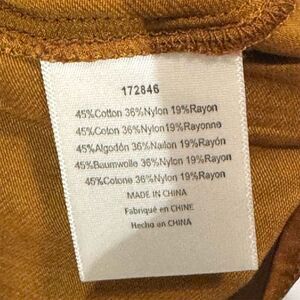 172846
45%Cotton 36%Nylon 19%Rayon
45%Coton 36%Nylon19%Rayonne
45%Algodón 36%Nailon 19%Rayón
45%Baumwolle 36%Nylon 19%Rayon
45%Cotone 36%Nylon 19%Rayon
MADE IN CHINA
Fabriqué en CHINE
Hecho en CHINA